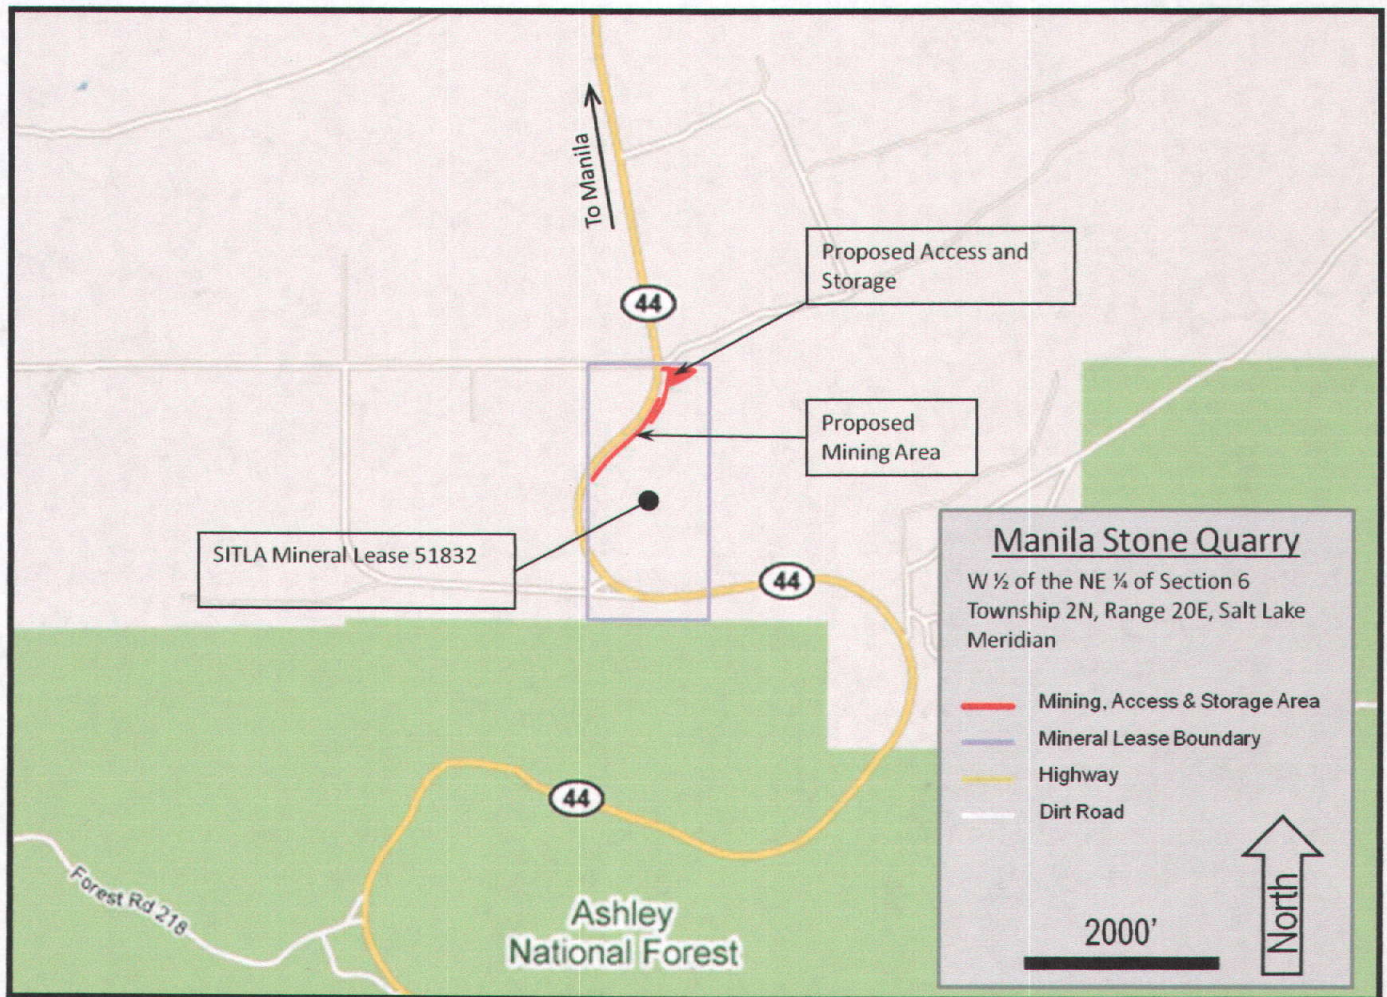 To Manila
Proposed Access and
Storage
44
Proposed
Mining Area
SITLA Mineral Lease 51832
44
Manila Stone Quarry
W ½ of the NE ¼ of Section 6
Township 2N, Range 20E, Salt Lake
Meridian
Mining, Access & Storage Area
Mineral Lease Boundary
Highway
Dirt Road
44
Forest Rd 218
Ashley
National Forest
2000'
North